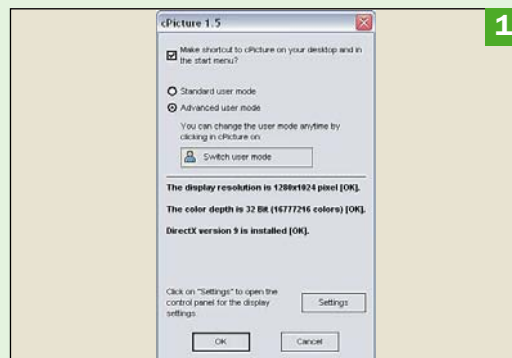 1
cPicture 1.5
Make shortcut to cPicture on your desktop and in
the start menu?
Standard user mode
Advanced user mode
You can change the user mode anytime by
clicking in cPicture on
Switch user mode
The display resolution is 1280x1024 pixel [OK].
The color depth is 32 Bit (16777216 colors) [OK].
DirectX version 9 is installed [OK].
Click on "Settings" to open the
control panel for the display
settings
Settings
OK
Cancel